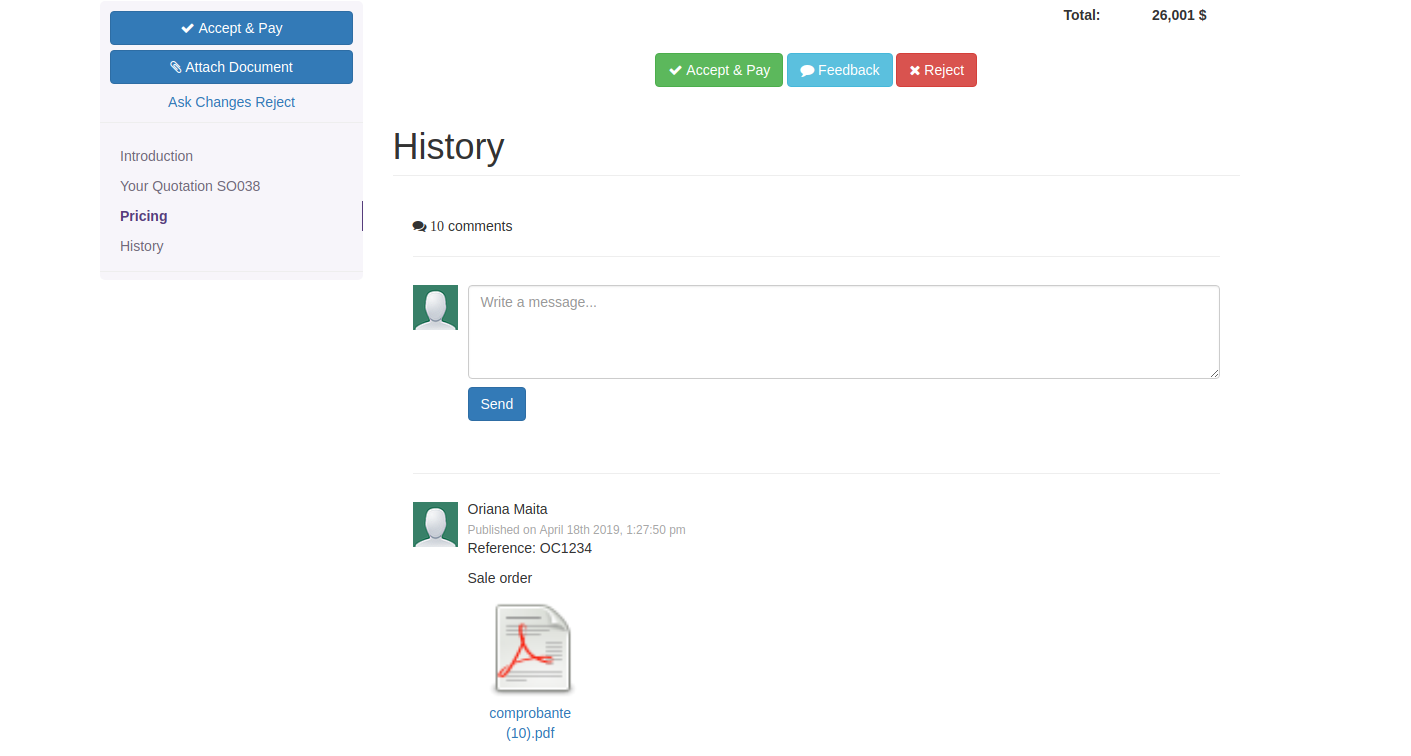 Accept & Pay
Attach Document
Ask Changes Reject
Introduction
Your Quotation SO038
Pricing
History
Total: 26,001 $
Accept & Pay Feedback Reject
History
10 comments
Write a message...
Send
Oriana Maita
Published on April 18th 2019, 1:27:50 pm
Reference: OC1234
Sale order
comprobante
(10).pdf